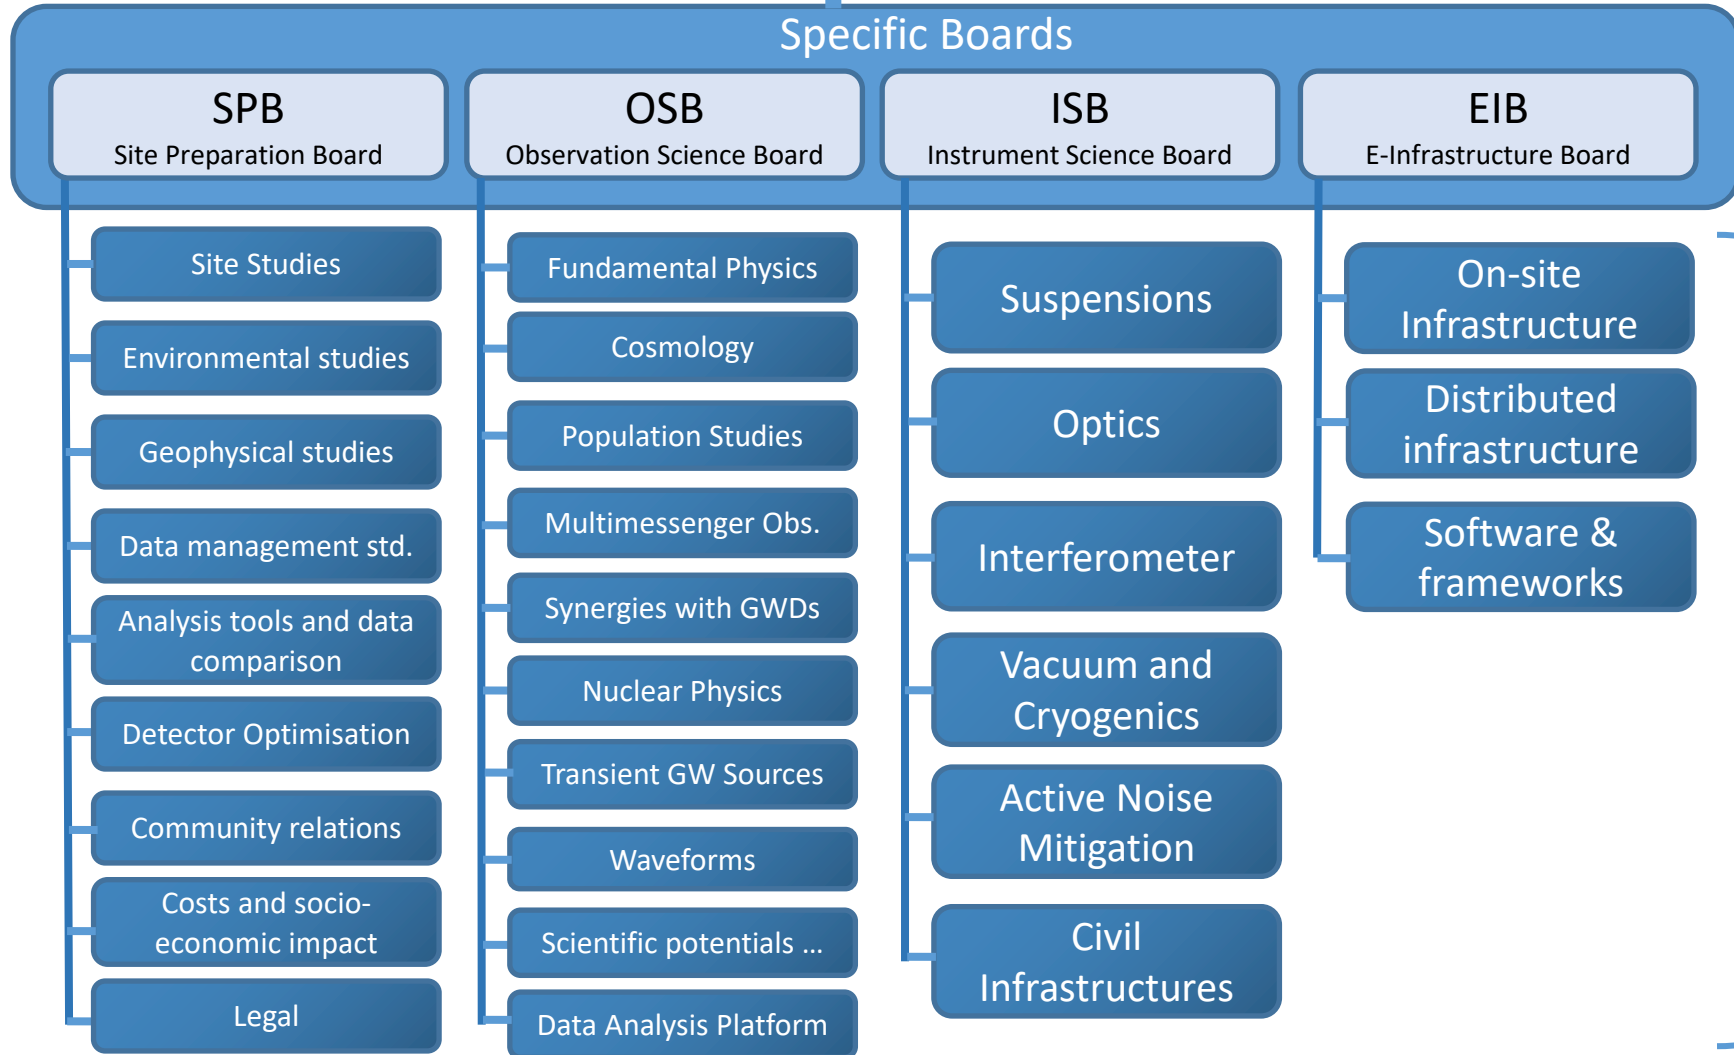 Specific Boards
SPB
Site Preparation Board
Site Studies
Environmental studies
Geophysical studies
Data management std.
Analysis tools and data
comparison
Detector Optimisation
Community relations
Costs and socio-
economic impact
Legal
OSB
Observation Science Board
Fundamental Physics
Cosmology
Population Studies
Multimessenger Obs.
Synergies with GWDs
Nuclear Physics
Transient GW Sources
Waveforms
Scientific potentials ...
Data Analysis Platform
ISB
Instrument Science Board
Suspensions
Optics
Interferometer
Vacuum and
Cryogenics
Active Noise
Mitigation
Civil
Infrastructures
EIB
E-Infrastructure Board
On-site
Infrastructure
Distributed
infrastructure
Software &
frameworks